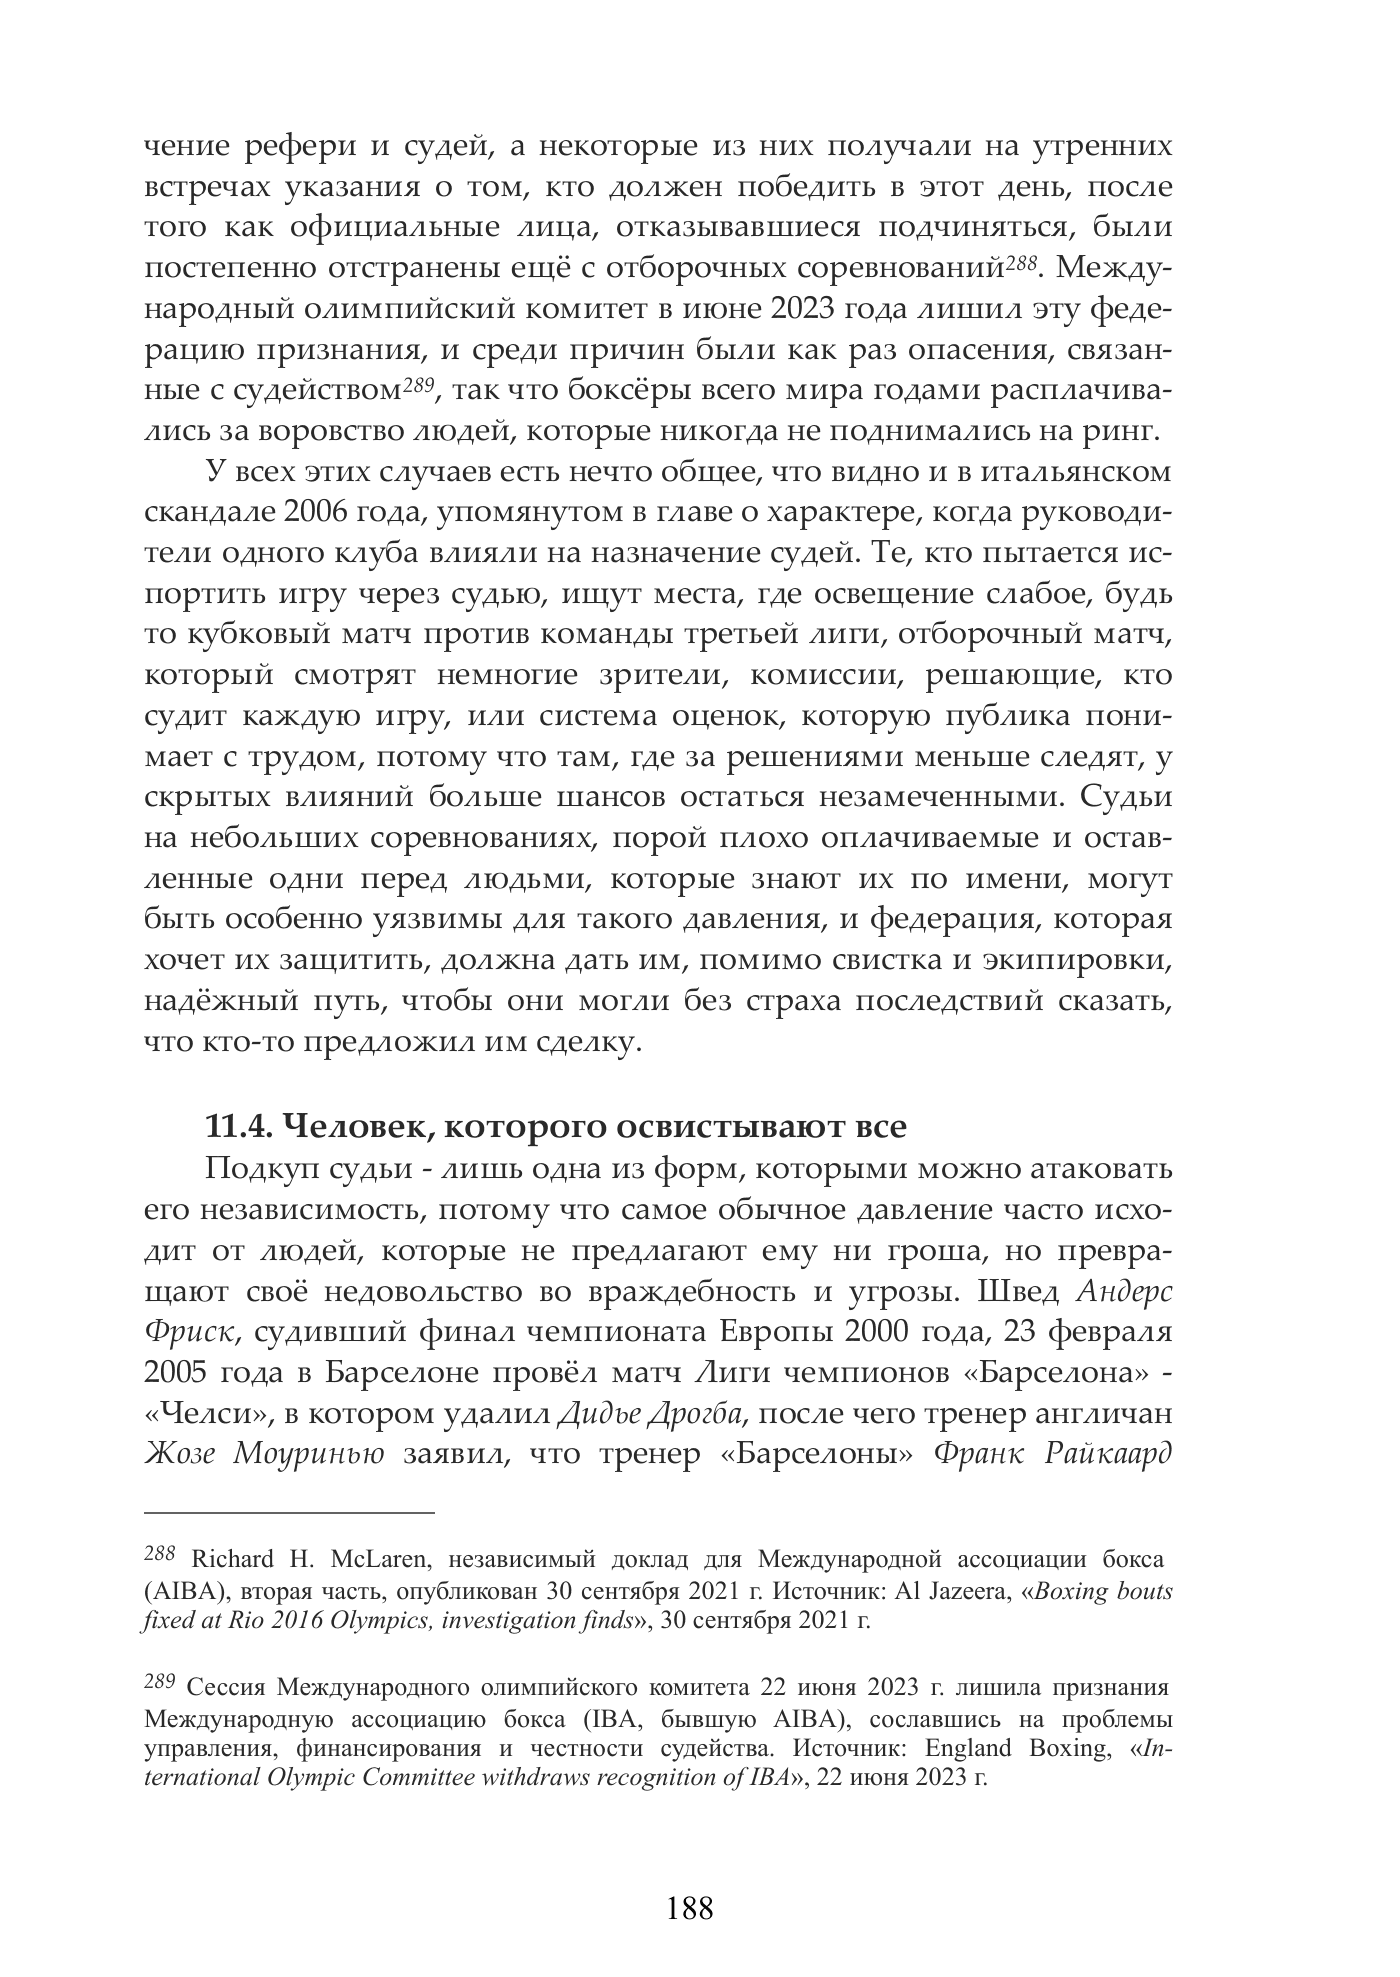 чение рефери и судей, а некоторые из них получали на утренних
встречах указания о том, кто должен победить в этот день, после
того как официальные лица, отказывавшиеся подчиняться, были
постепенно отстранены ещё с отборочных соревнований288. Между-
народный олимпийский комитет в июне 2023 года лишил эту феде-
рацию признания, и среди причин были как раз опасения, связан-
ные с судейством289, так что боксёры всего мира годами расплачива-
лись за воровство людей, которые никогда не поднимались на ринг.
У всех этих случаев есть нечто общее, что видно и в итальянском
скандале 2006 года, упомянутом в главе о характере, когда руководи-
тели одного клуба влияли на назначение судей. Те, кто пытается ис-
портить игру через судью, ищут места, где освещение слабое, будь
то кубковый матч против команды третьей лиги, отборочный матч,
который смотрят немногие зрители, комиссии, решающие, кто
судит каждую игру, или система оценок, которую публика пони-
мает с трудом, потому что там, где за решениями меньше следят, у
скрытых влияний больше шансов остаться незамеченными. Судьи
на небольших соревнованиях, порой плохо оплачиваемые и остав-
ленные одни перед людьми, которые знают их по имени, могут
быть особенно уязвимы для такого давления, и федерация, которая
хочет их защитить, должна дать им, помимо свистка и экипировки,
надёжный путь, чтобы они могли без страха последствий сказать,
что кто-то предложил им сделку.
11.4. Человек, которого освистывают все
Подкуп судьи - лишь одна из форм, которыми можно атаковать
его независимость, потому что самое обычное давление часто исхо-
дит от людей, которые не предлагают ему ни гроша, но превра-
щают своё недовольство во враждебность и угрозы. Швед Андерс
Фриск, судивший финал чемпионата Европы 2000 года, 23 февраля
2005 года в Барселоне провёл матч Лиги чемпионов «Барселона» -
«Челси», в котором удалил Дидье Дрогба, после чего тренер англичан
Жозе Моуринью заявил, что тренер «Барселоны» Франк Райкаард
288 Richard H. McLaren, независимый доклад для Международной ассоциации бокса
(AIBA), вторая часть, опубликован 30 сентября 2021 г. Источник: Al Jazeera, «Boxing bouts
fixed at Rio 2016 Olympics, investigation finds», 30 сентября 2021 г.
289 Сессия Международного олимпийского комитета 22 июня 2023 г. лишила признания
Международную ассоциацию бокса (IBA, бывшую AIBA), сославшись на проблемы
управления, финансирования и честности судейства. Источник: England Boxing, «In-
ternational Olympic Committee withdraws recognition of IBA», 22 июня 2023 г.
188